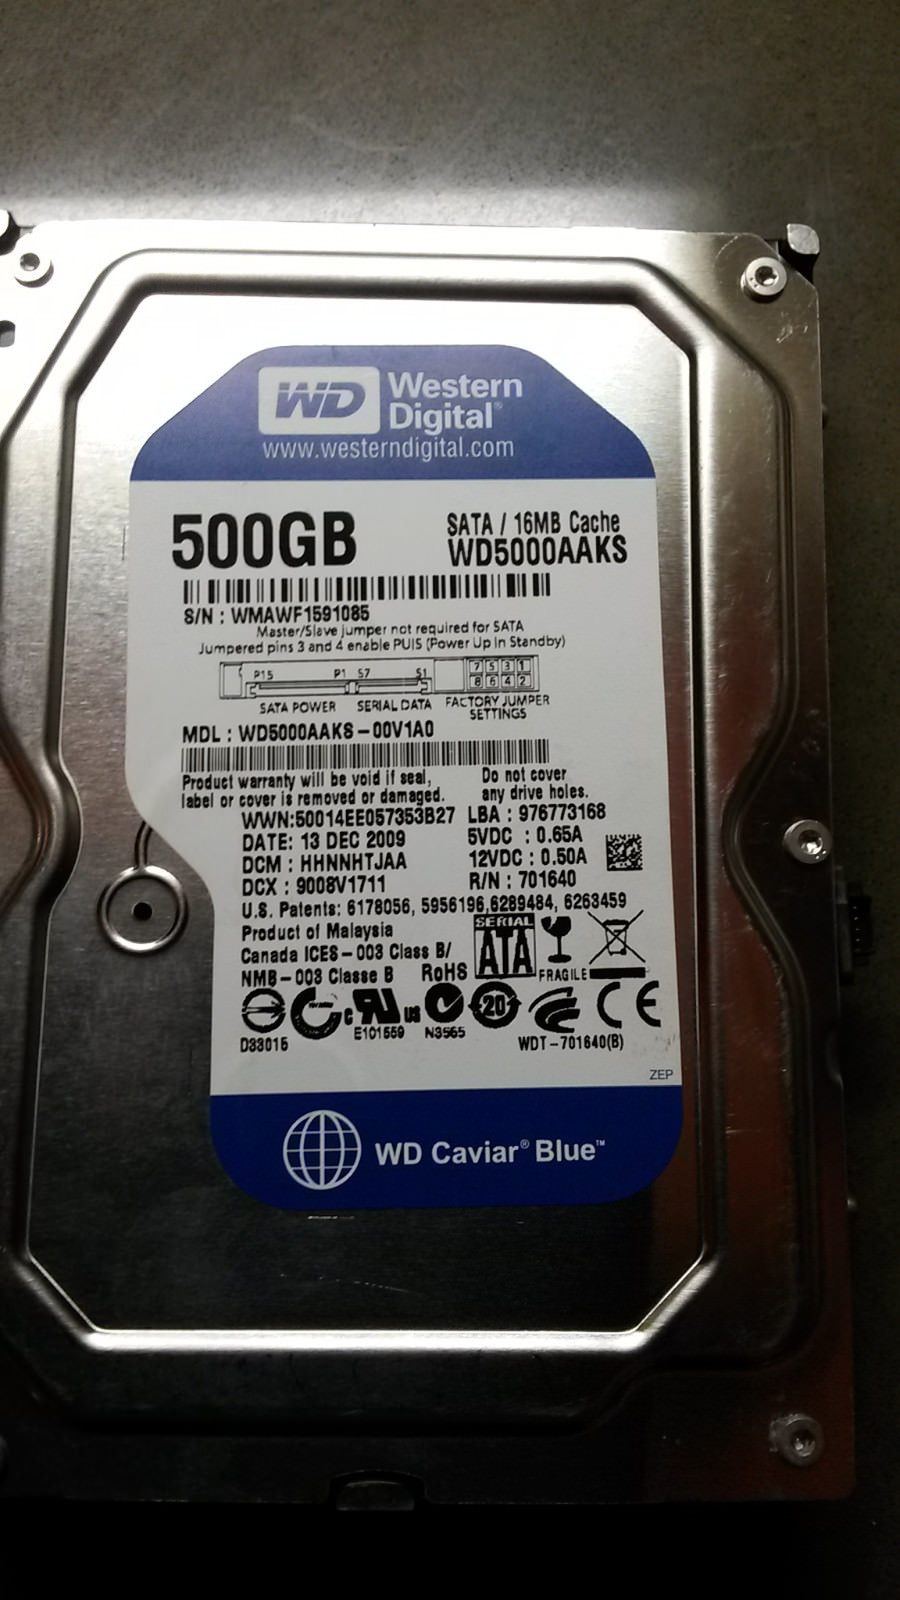 WD Western
Digital®
www.westerndigital.com
500GB
SATA / 16MB Cache
WD5000AAKS
S/N : WMAWF1591085
Master/Slave jumper not required for SATA
Jumpered pins 3 and 4 enable PUIS (Power Up In Standby)
P15 P1 S7 S1
7 5 3 1
8 6 4 2
SATA POWER SERIAL DATA FACTORY JUMPER
SETTINGS
MDL : WD5000AAKS-00V1A0
Product warranty will be void if seal,
label or cover is removed or damaged.
Do not cover
any drive holes.
WWN:50014EE057353B27 LBA : 976773168
DATE: 13 DEC 2009 5VDC : 0.65A
DCM : HHNNHTJAA 12VDC : 0.50A
DCX : 9008V1711 R/N : 701640
U.S. Patents: 6178056, 5956196,6289484, 6263459
Product of Malaysia
Canada ICES-003 Class B/
NMB-003 Classe B RoHS
SERIAL
ATA
FRAGILE
c RU us 20 CE
D33015 E101559 N3565 WDT-701640(B)
ZEP
WD Caviar® Blue™